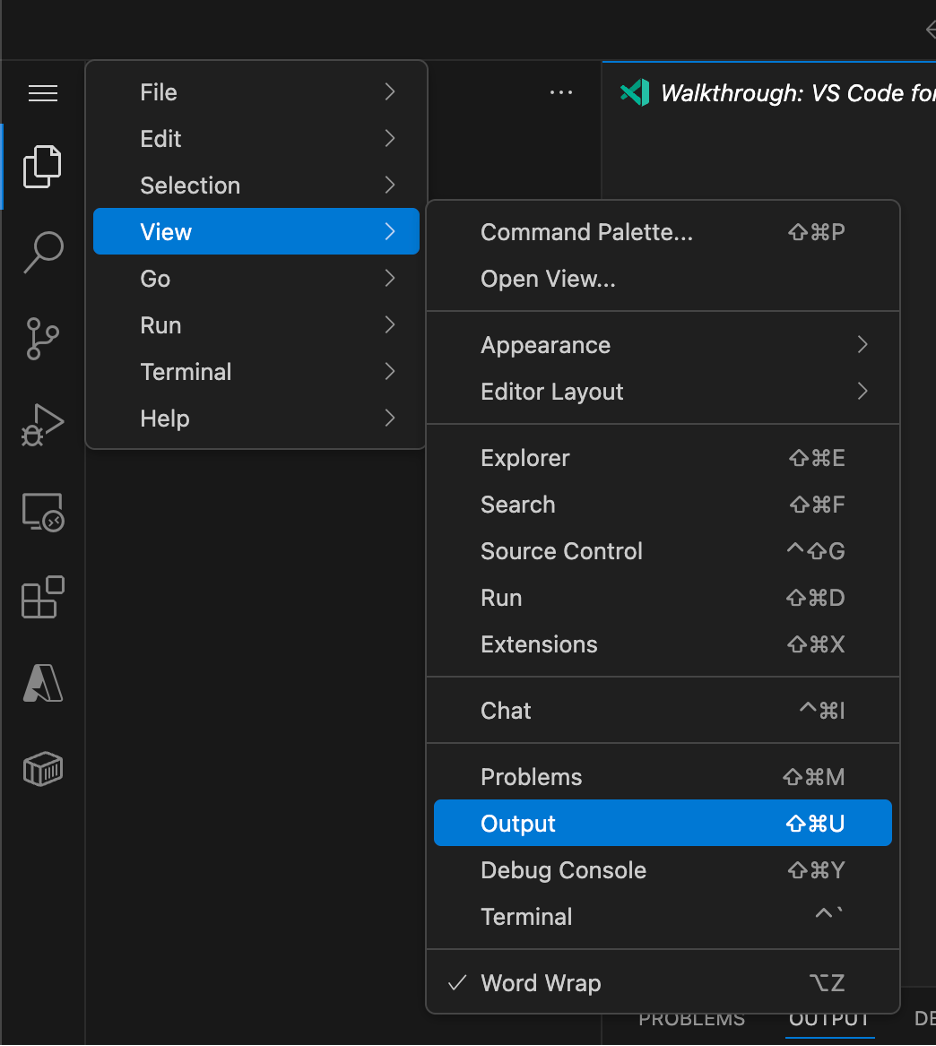 File
Edit
Selection
View
Go
Run
Terminal
Help
Walkthrough: VS Code for
Command Palette... ⇧⌘P
Open View...
Appearance
Editor Layout
Explorer ⇧⌘E
Search ⇧⌘F
Source Control ⌃⇧G
Run ⇧⌘D
Extensions ⇧⌘X
Chat ⌃⌘I
Problems ⇧⌘M
Output ⇧⌘U
Debug Console ⇧⌘Y
Terminal ⌃`
Word Wrap ⌥Z
PROBLEMS OUTPUT